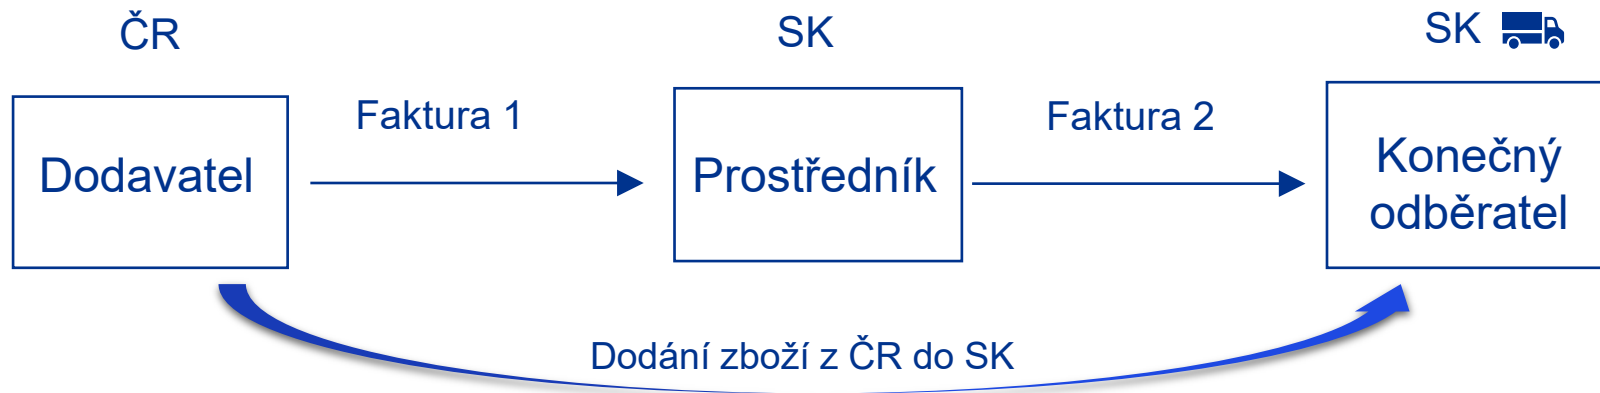 ČR
SK
SK
Dodavatel
Faktura 1
Prostředník
Faktura 2
Konečný
odběratel
Dodání zboží z ČR do SK